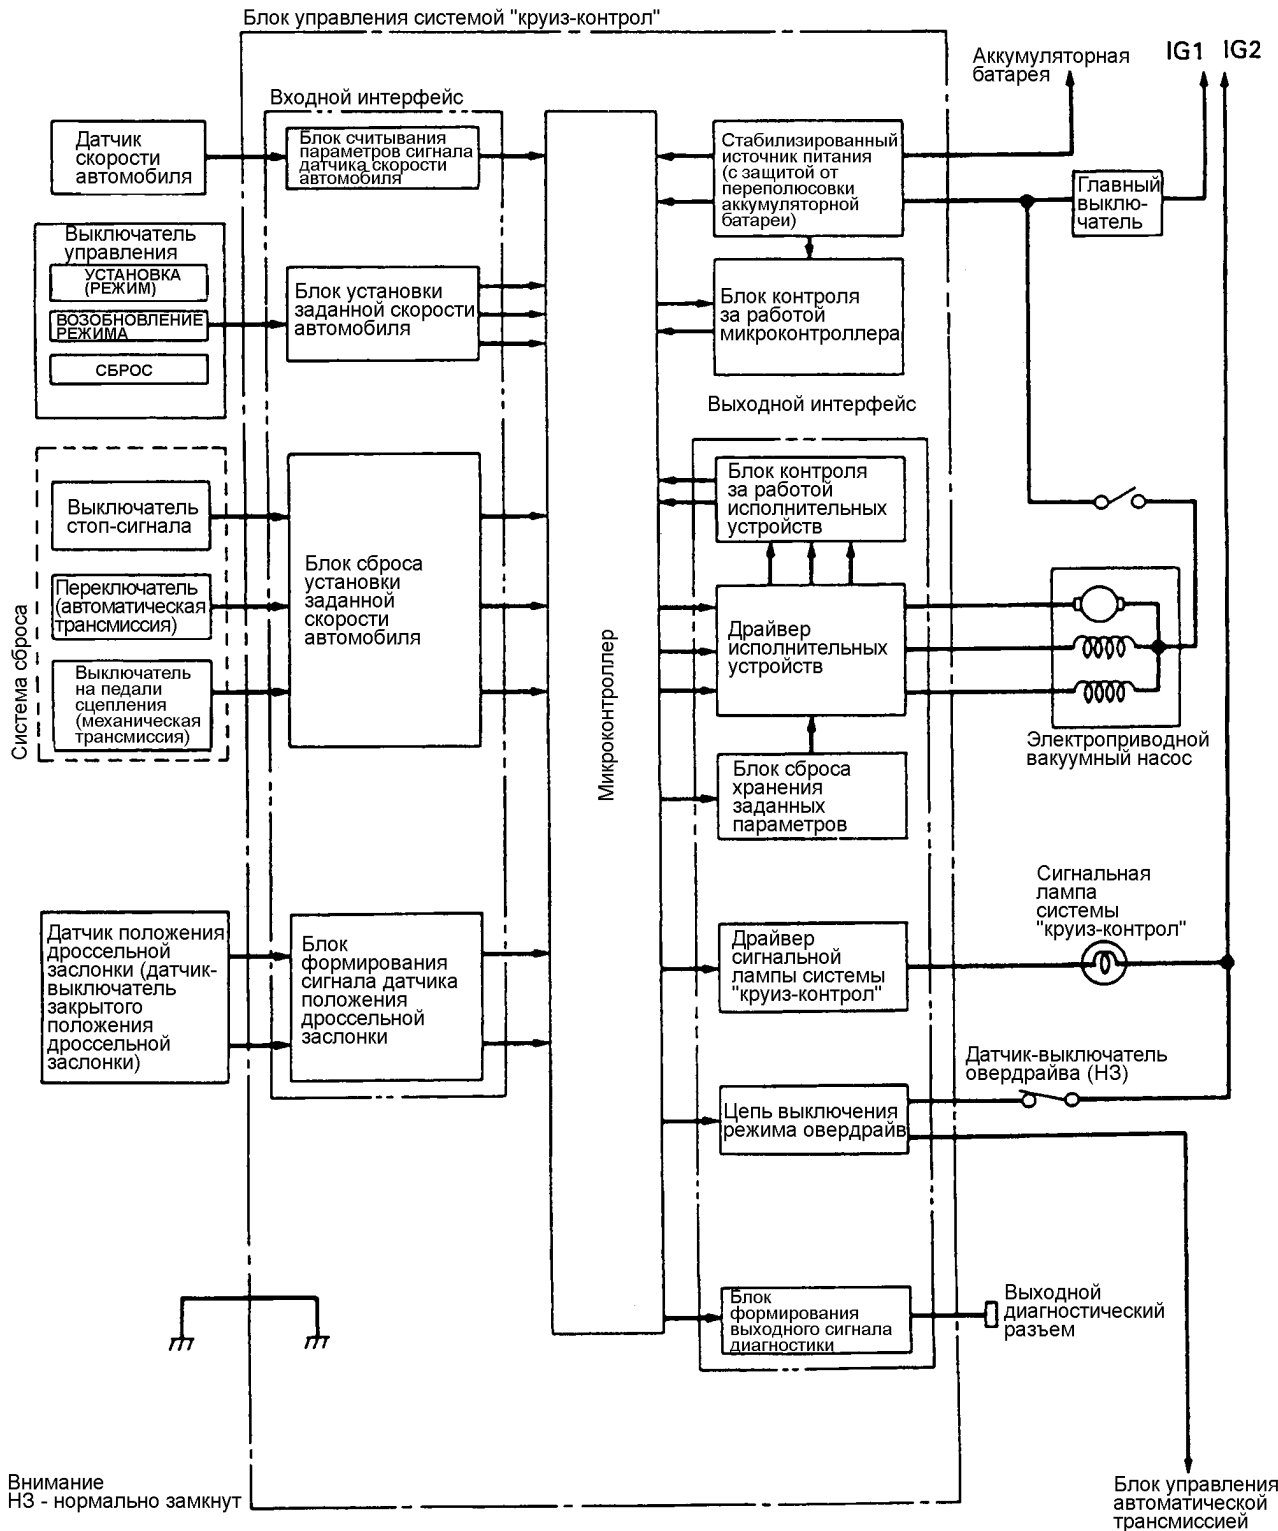 Блок управления системой "круиз-контрол"
Аккумуляторная
батарея
IG1
IG2
Входной интерфейс
Датчик
скорости
автомобиля
Блок считывания
параметров сигнала
датчика скорости
автомобиля
Стабилизированный
источник питания
(с защитой от
переполюсовки
аккумуляторной
батареи)
Главный
выклю-
чатель
Выключатель
управления
УСТАНОВКА
(РЕЖИМ)
ВОЗОБНОВЛЕНИЕ
РЕЖИМА
СБРОС
Блок установки
заданной скорости
автомобиля
Блок контроля
за работой
микроконтроллера
Выходной интерфейс
Система сброса
Выключатель
стоп-сигнала
Переключатель
(автоматическая
трансмиссия)
Выключатель
на педали
сцепления
(механическая
трансмиссия)
Блок сброса
установки
заданной
скорости
автомобиля
Микроконтроллер
Блок контроля
за работой
исполнительных
устройств
Драйвер
исполнительных
устройств
Электроприводной
вакуумный насос
Блок сброса
хранения
заданных
параметров
Сигнальная
лампа
системы
"круиз-контрол"
Датчик положения
дроссельной
заслонки (датчик-
выключатель
закрытого
положения
дроссельной
заслонки)
Блок
формирования
сигнала датчика
положения
дроссельной
заслонки
Драйвер
сигнальной
лампы системы
"круиз-контрол"
Датчик-выключатель
овердрайва (НЗ)
Цепь выключения
режима овердрайв
Блок
формирования
выходного сигнала
диагностики
Выходной
диагностический
разъем
Внимание
НЗ - нормально замкнут
Блок управления
автоматической
трансмиссией